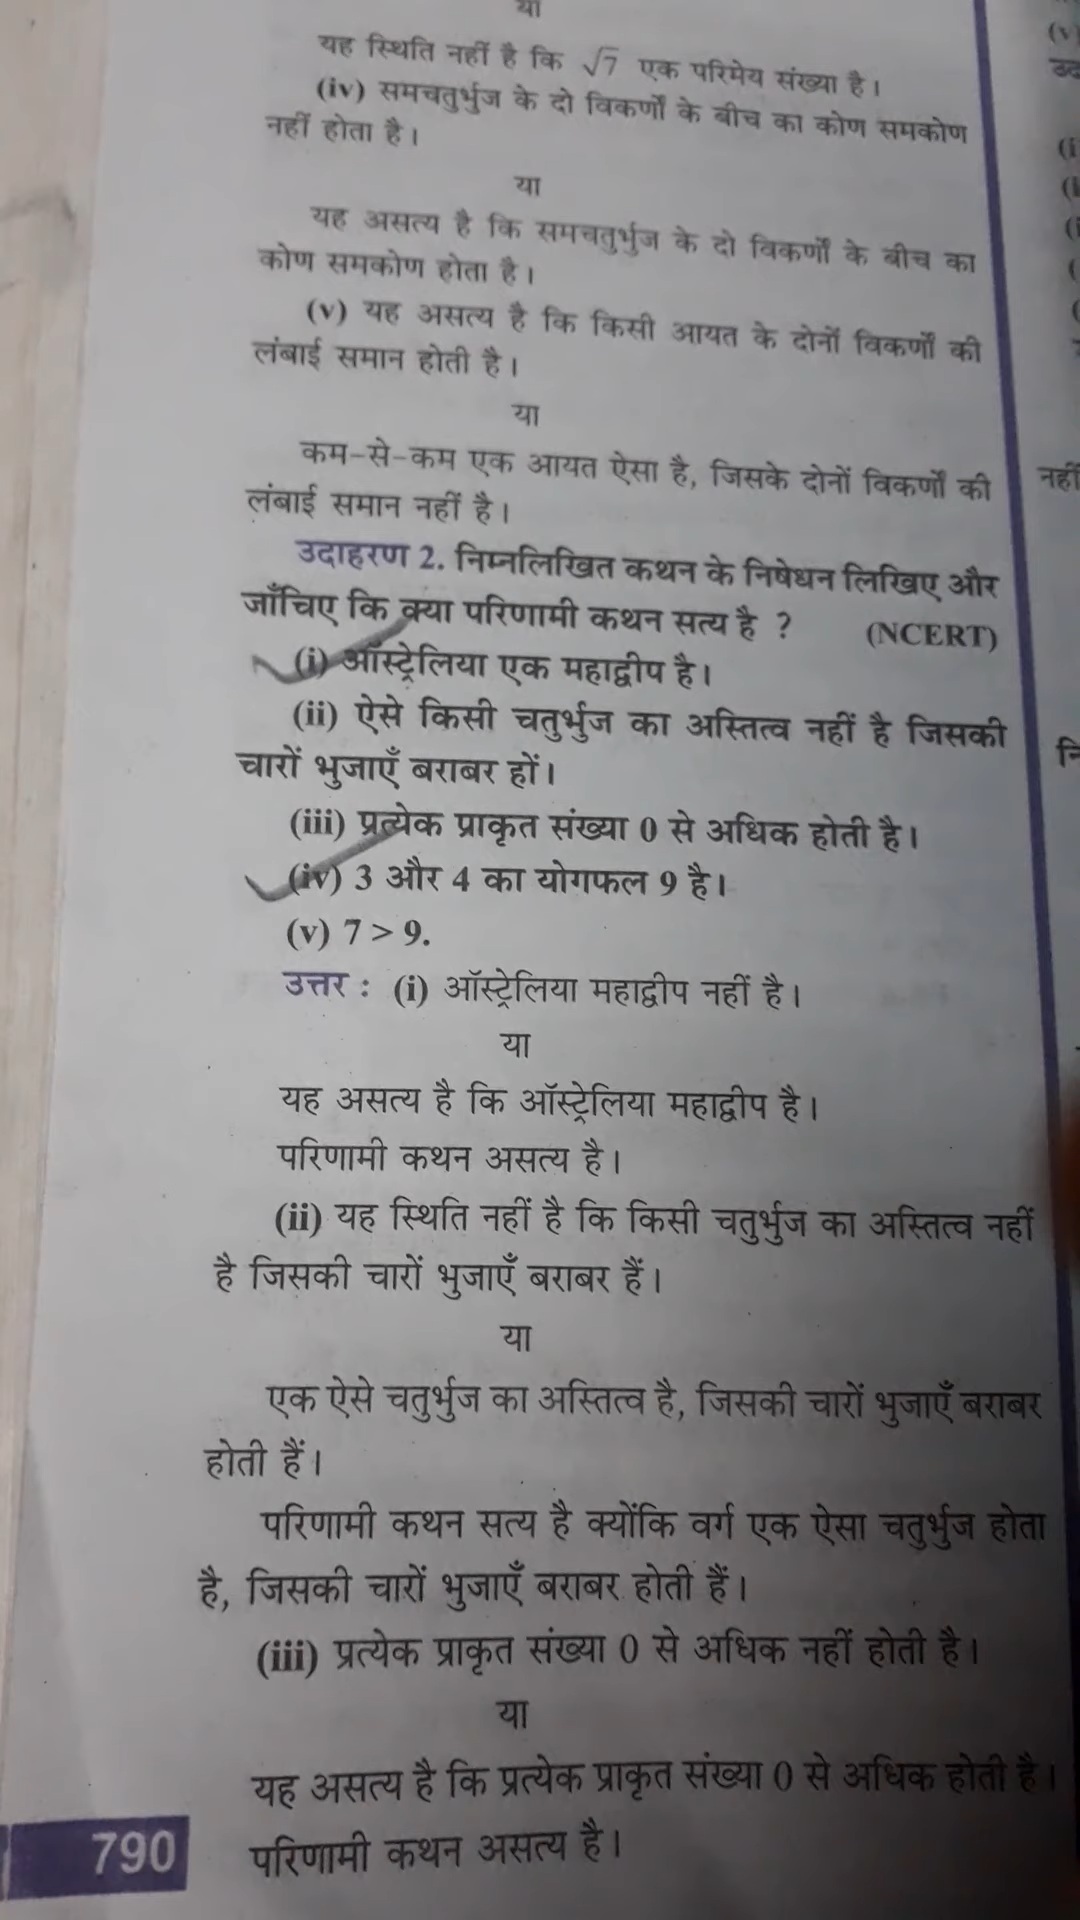 या
यह स्थिति नहीं है कि √7 एक परिमेय संख्या है।
(iv) समचतुर्भुज के दो विकर्णों के बीच का कोण समकोण
नहीं होता है।
या
यह असत्य है कि समचतुर्भुज के दो विकर्णों के बीच का
कोण समकोण होता है।
(v) यह असत्य है कि किसी आयत के दोनों विकर्णों की
लंबाई समान होती है।
या
कम-से-कम एक आयत ऐसा है, जिसके दोनों विकर्णों की
लंबाई समान नहीं है।
उदाहरण 2. निम्नलिखित कथन के निषेधन लिखिए और
जाँचिए कि क्या परिणामी कथन सत्य है ? (NCERT)
(i) ऑस्ट्रेलिया एक महाद्वीप है।
(ii) ऐसे किसी चतुर्भुज का अस्तित्व नहीं है जिसकी
चारों भुजाएँ बराबर हों।
(iii) प्रत्येक प्राकृत संख्या 0 से अधिक होती है।
(iv) 3 और 4 का योगफल 9 है।
(v) 7 > 9.
उत्तर : (i) ऑस्ट्रेलिया महाद्वीप नहीं है।
या
यह असत्य है कि ऑस्ट्रेलिया महाद्वीप है।
परिणामी कथन असत्य है।
(ii) यह स्थिति नहीं है कि किसी चतुर्भुज का अस्तित्व नहीं
है जिसकी चारों भुजाएँ बराबर हैं।
या
एक ऐसे चतुर्भुज का अस्तित्व है, जिसकी चारों भुजाएँ बराबर
होती हैं।
परिणामी कथन सत्य है क्योंकि वर्ग एक ऐसा चतुर्भुज होता
है, जिसकी चारों भुजाएँ बराबर होती हैं।
(iii) प्रत्येक प्राकृत संख्या 0 से अधिक नहीं होती है।
या
यह असत्य है कि प्रत्येक प्राकृत संख्या 0 से अधिक होती है।
परिणामी कथन असत्य है।
790
नहीं